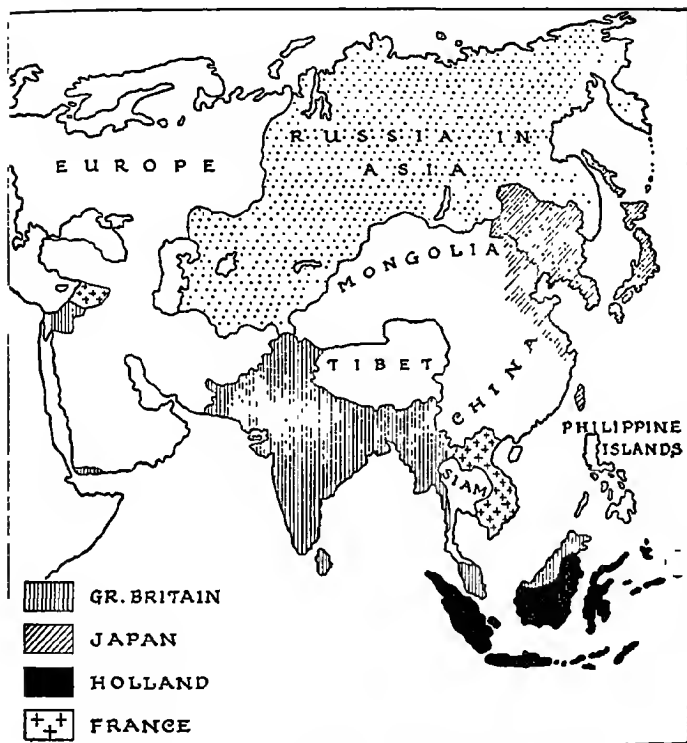 RUSSIA IN
ASIA
EUROPE
MONGOLIA
TIBET
CHINA
SIAM
PHILIPPINE
ISLANDS
GR. BRITAIN
JAPAN
HOLLAND
FRANCE